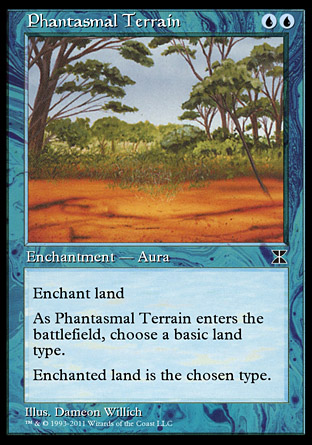 Phantasmal Terrain
Enchantment — Aura
Enchant land
As Phantasmal Terrain enters the
battlefield, choose a basic land
type.
Enchanted land is the chosen type.
Illus. Dameon Willich
™ & © 1993-2011 Wizards of the Coast LLC